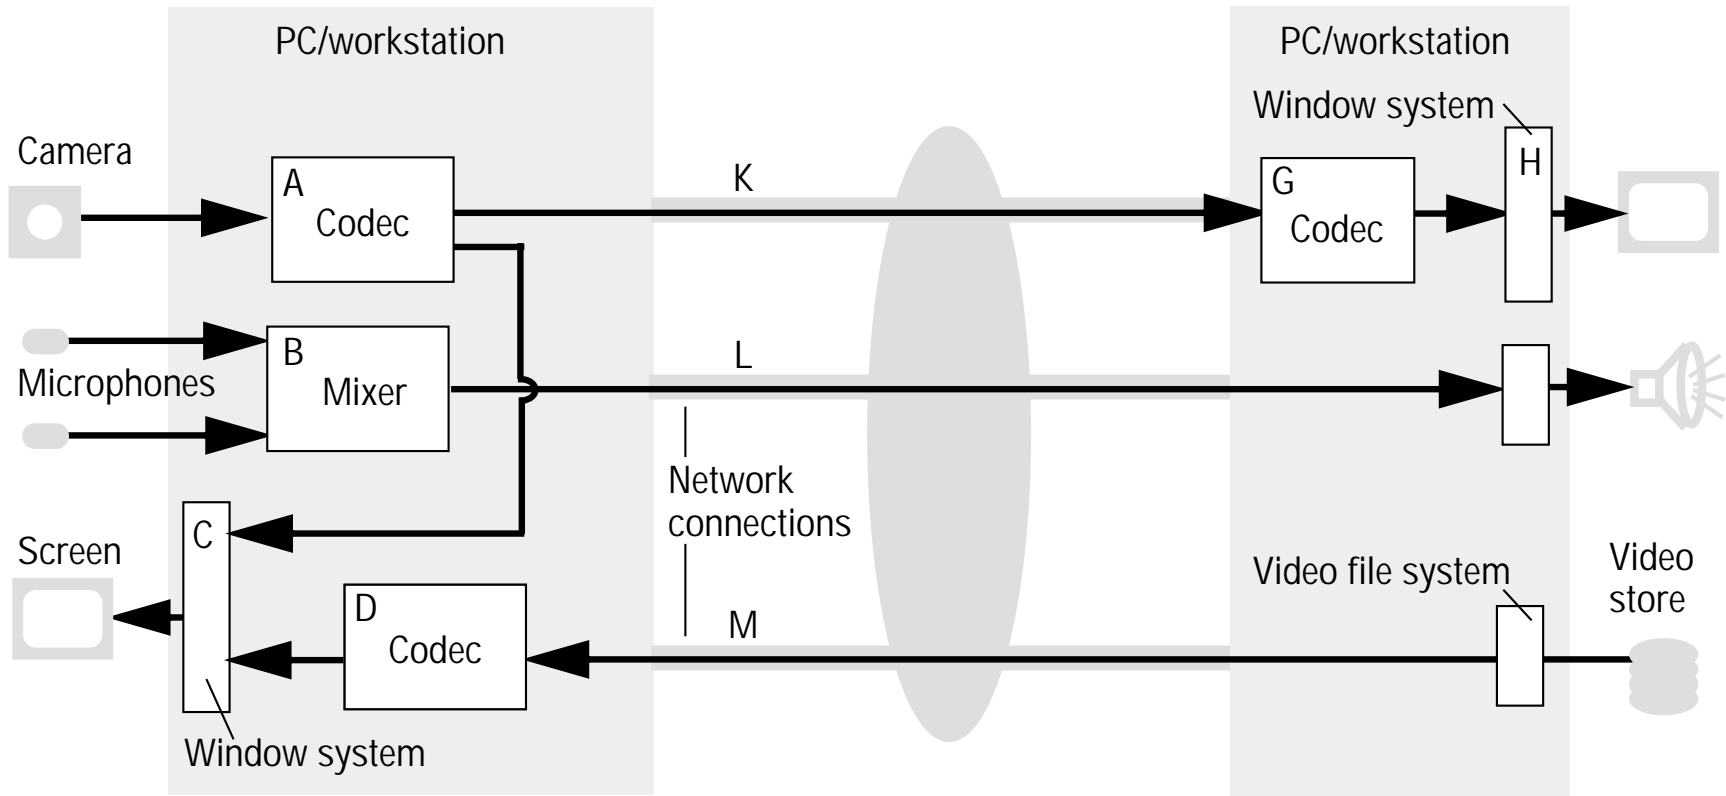 PC/workstation
PC/workstation
Window system
Camera
K
A
Codec
G
Codec
H
L
B
Mixer
Microphones
Network
connections
Screen
C
Video file system
Video
store
D
Codec
M
Window system